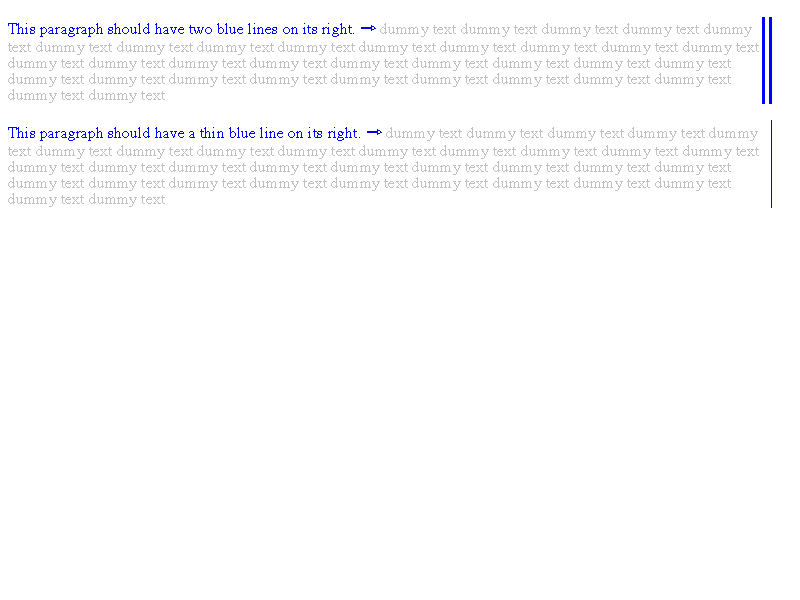 This paragraph should have two blue lines on its right. ⇒ dummy text dummy text dummy text dummy text dummy
text dummy text dummy text dummy text dummy text dummy text dummy text dummy text dummy text dummy text
dummy text dummy text dummy text dummy text dummy text dummy text dummy text dummy text dummy text
dummy text dummy text dummy text dummy text dummy text dummy text dummy text dummy text dummy text
dummy text dummy text
This paragraph should have a thin blue line on its right. ⇒ dummy text dummy text dummy text dummy text dummy
text dummy text dummy text dummy text dummy text dummy text dummy text dummy text dummy text dummy text
dummy text dummy text dummy text dummy text dummy text dummy text dummy text dummy text dummy text
dummy text dummy text dummy text dummy text dummy text dummy text dummy text dummy text dummy text
dummy text dummy text